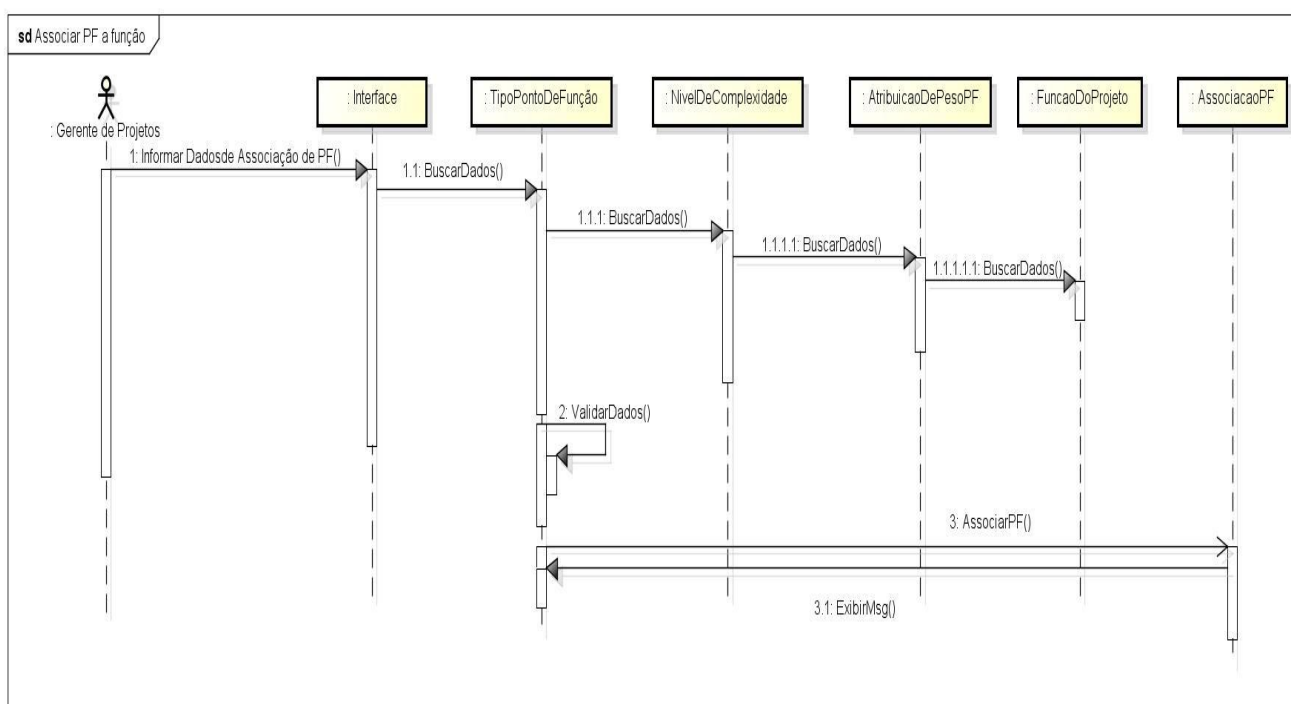 sd Associar PF a função
: Gerente de Projetos
: Interface
: TipoPontoDeFunção
: NivelDeComplexidade
: AtribuicaoDePesoPF
: FuncaoDoProjeto
: AssociacaoPF
1: Informar Dadosde Associação de PF()
1.1: BuscarDados()
1.1.1: BuscarDados()
1.1.1.1: BuscarDados()
1.1.1.1.1: BuscarDados()
2: ValidarDados()
3: AssociarPF()
3.1: ExibirMsg()